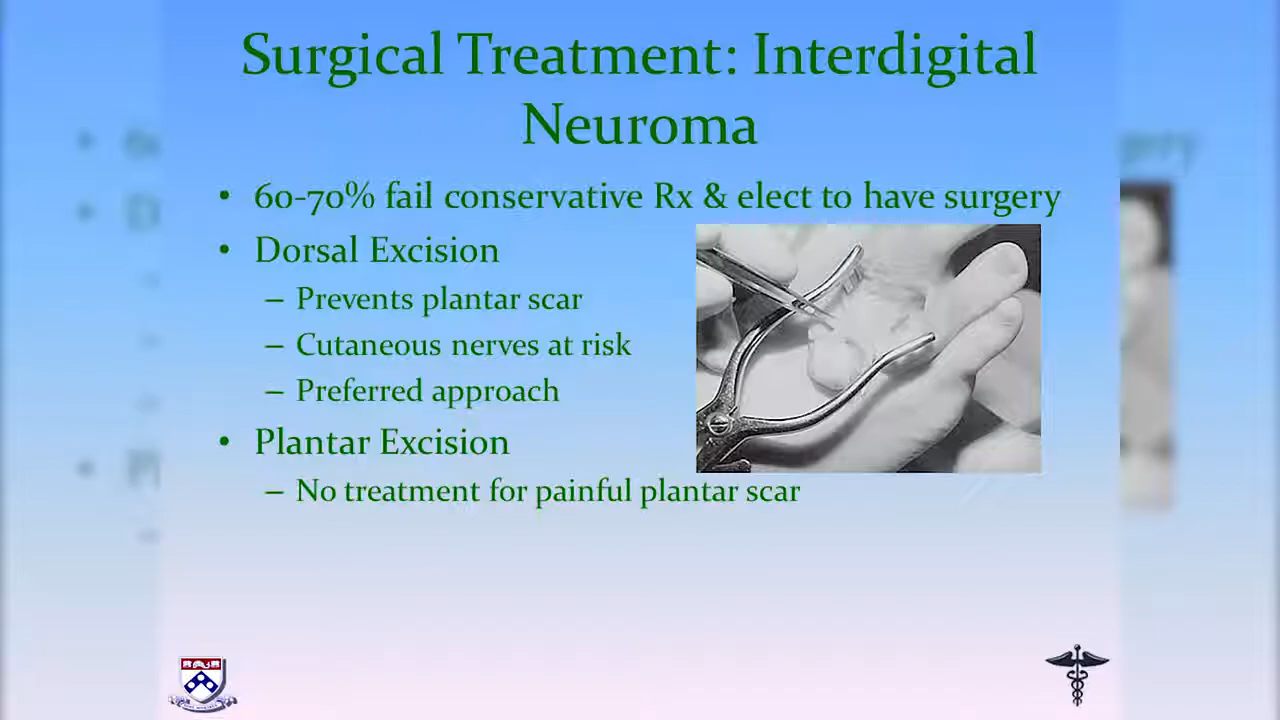 Surgical Treatment: Interdigital
Neuroma
• 60-70% fail conservative Rx & elect to have surgery
• Dorsal Excision
– Prevents plantar scar
– Cutaneous nerves at risk
– Preferred approach
• Plantar Excision
– No treatment for painful plantar scar